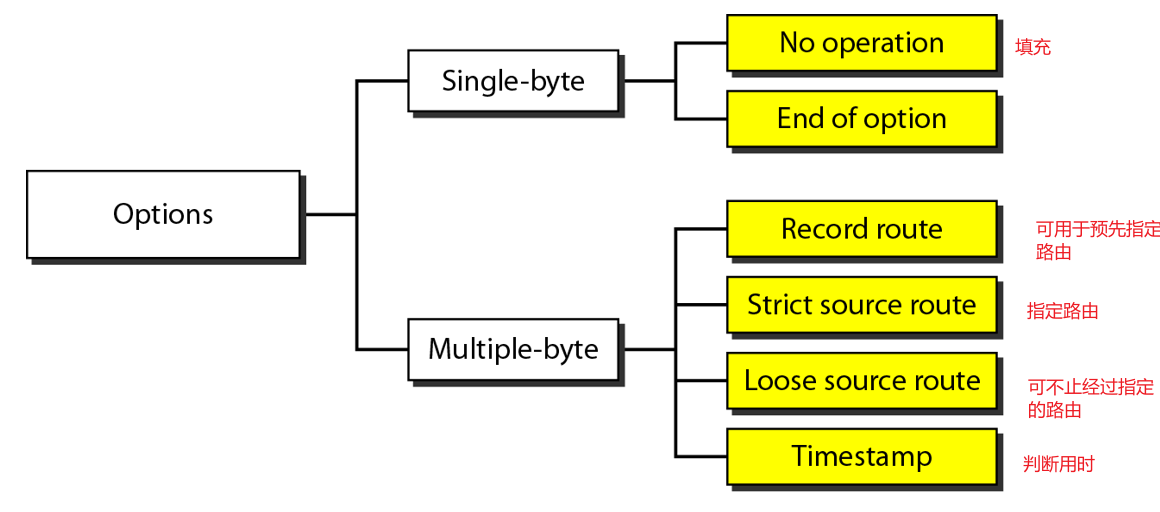 No operation
填充
Single-byte
End of option
Options
Record route
可用于预先指定
路由
Strict source route
指定路由
Multiple-byte
Loose source route
可不止经过指定
的路由
Timestamp
判断用时